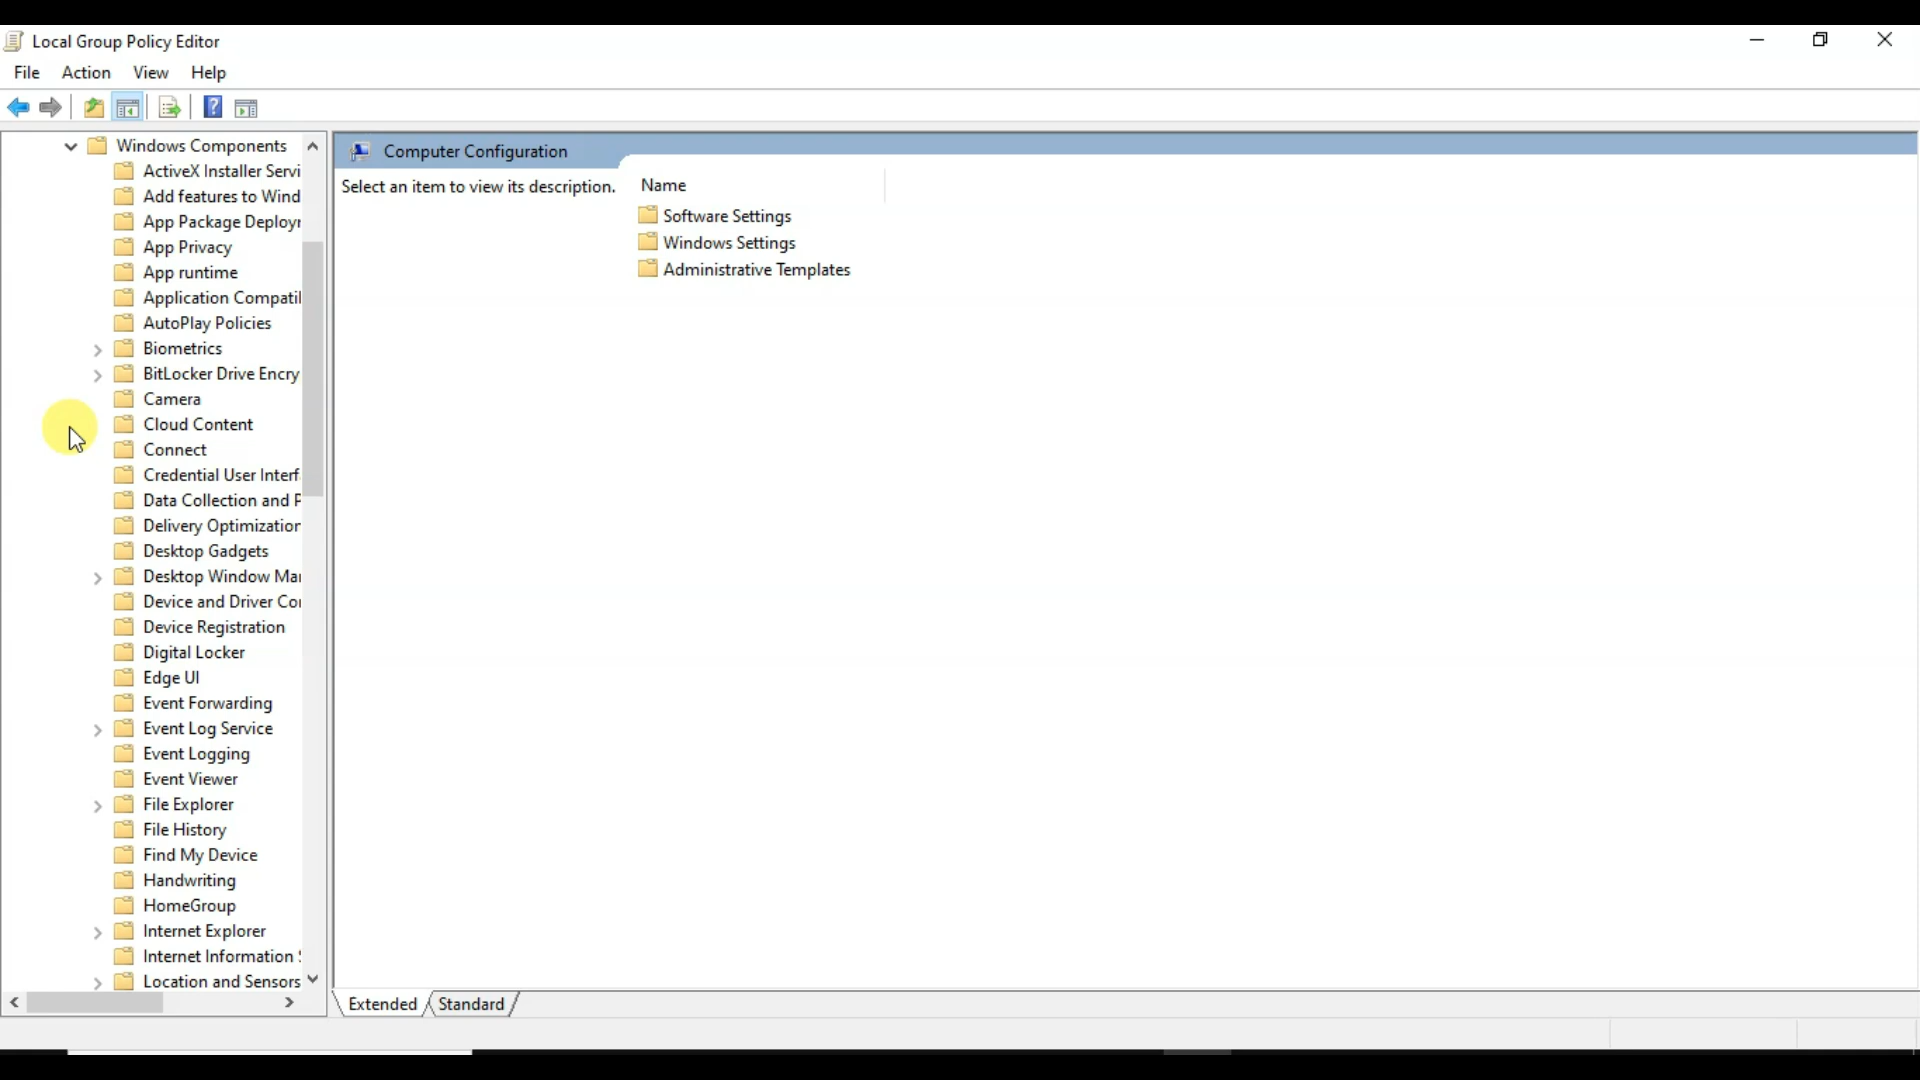 Local Group Policy Editor
File Action View Help
Windows Components
ActiveX Installer Servi
Add features to Wind
App Package Deployr
App Privacy
App runtime
Application Compatil
AutoPlay Policies
Biometrics
BitLocker Drive Encry
Camera
Cloud Content
Connect
Credential User Interf
Data Collection and P
Delivery Optimization
Desktop Gadgets
Desktop Window Mar
Device and Driver Cor
Device Registration
Digital Locker
Edge UI
Event Forwarding
Event Log Service
Event Logging
Event Viewer
File Explorer
File History
Find My Device
Handwriting
HomeGroup
Internet Explorer
Internet Information S
Location and Sensors
Computer Configuration
Select an item to view its description.
Name
Software Settings
Windows Settings
Administrative Templates
Extended Standard